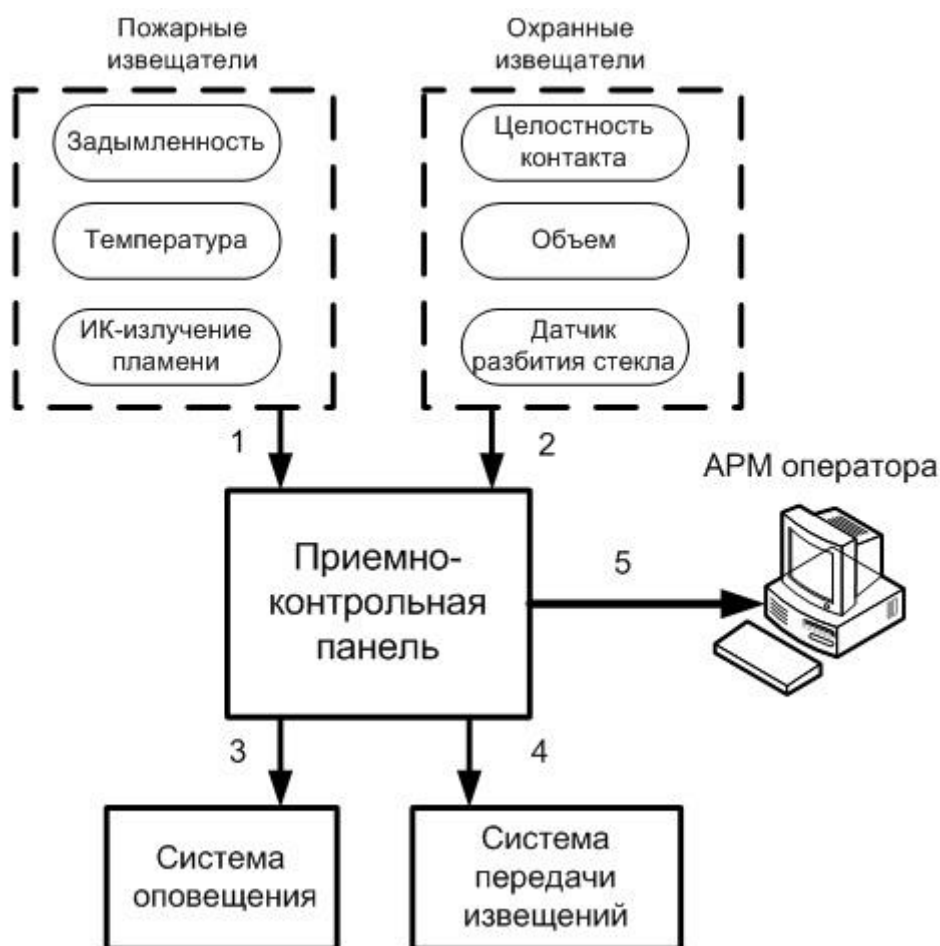 Пожарные
извещатели
Охранные
извещатели
Задымленность
Температура
ИК-излучение
пламени
Целостность
контакта
Объем
Датчик
разбития стекла
1
2
АРМ оператора
Приемно-
контрольная
панель
5
3
4
Система
оповещения
Система
передачи
извещений